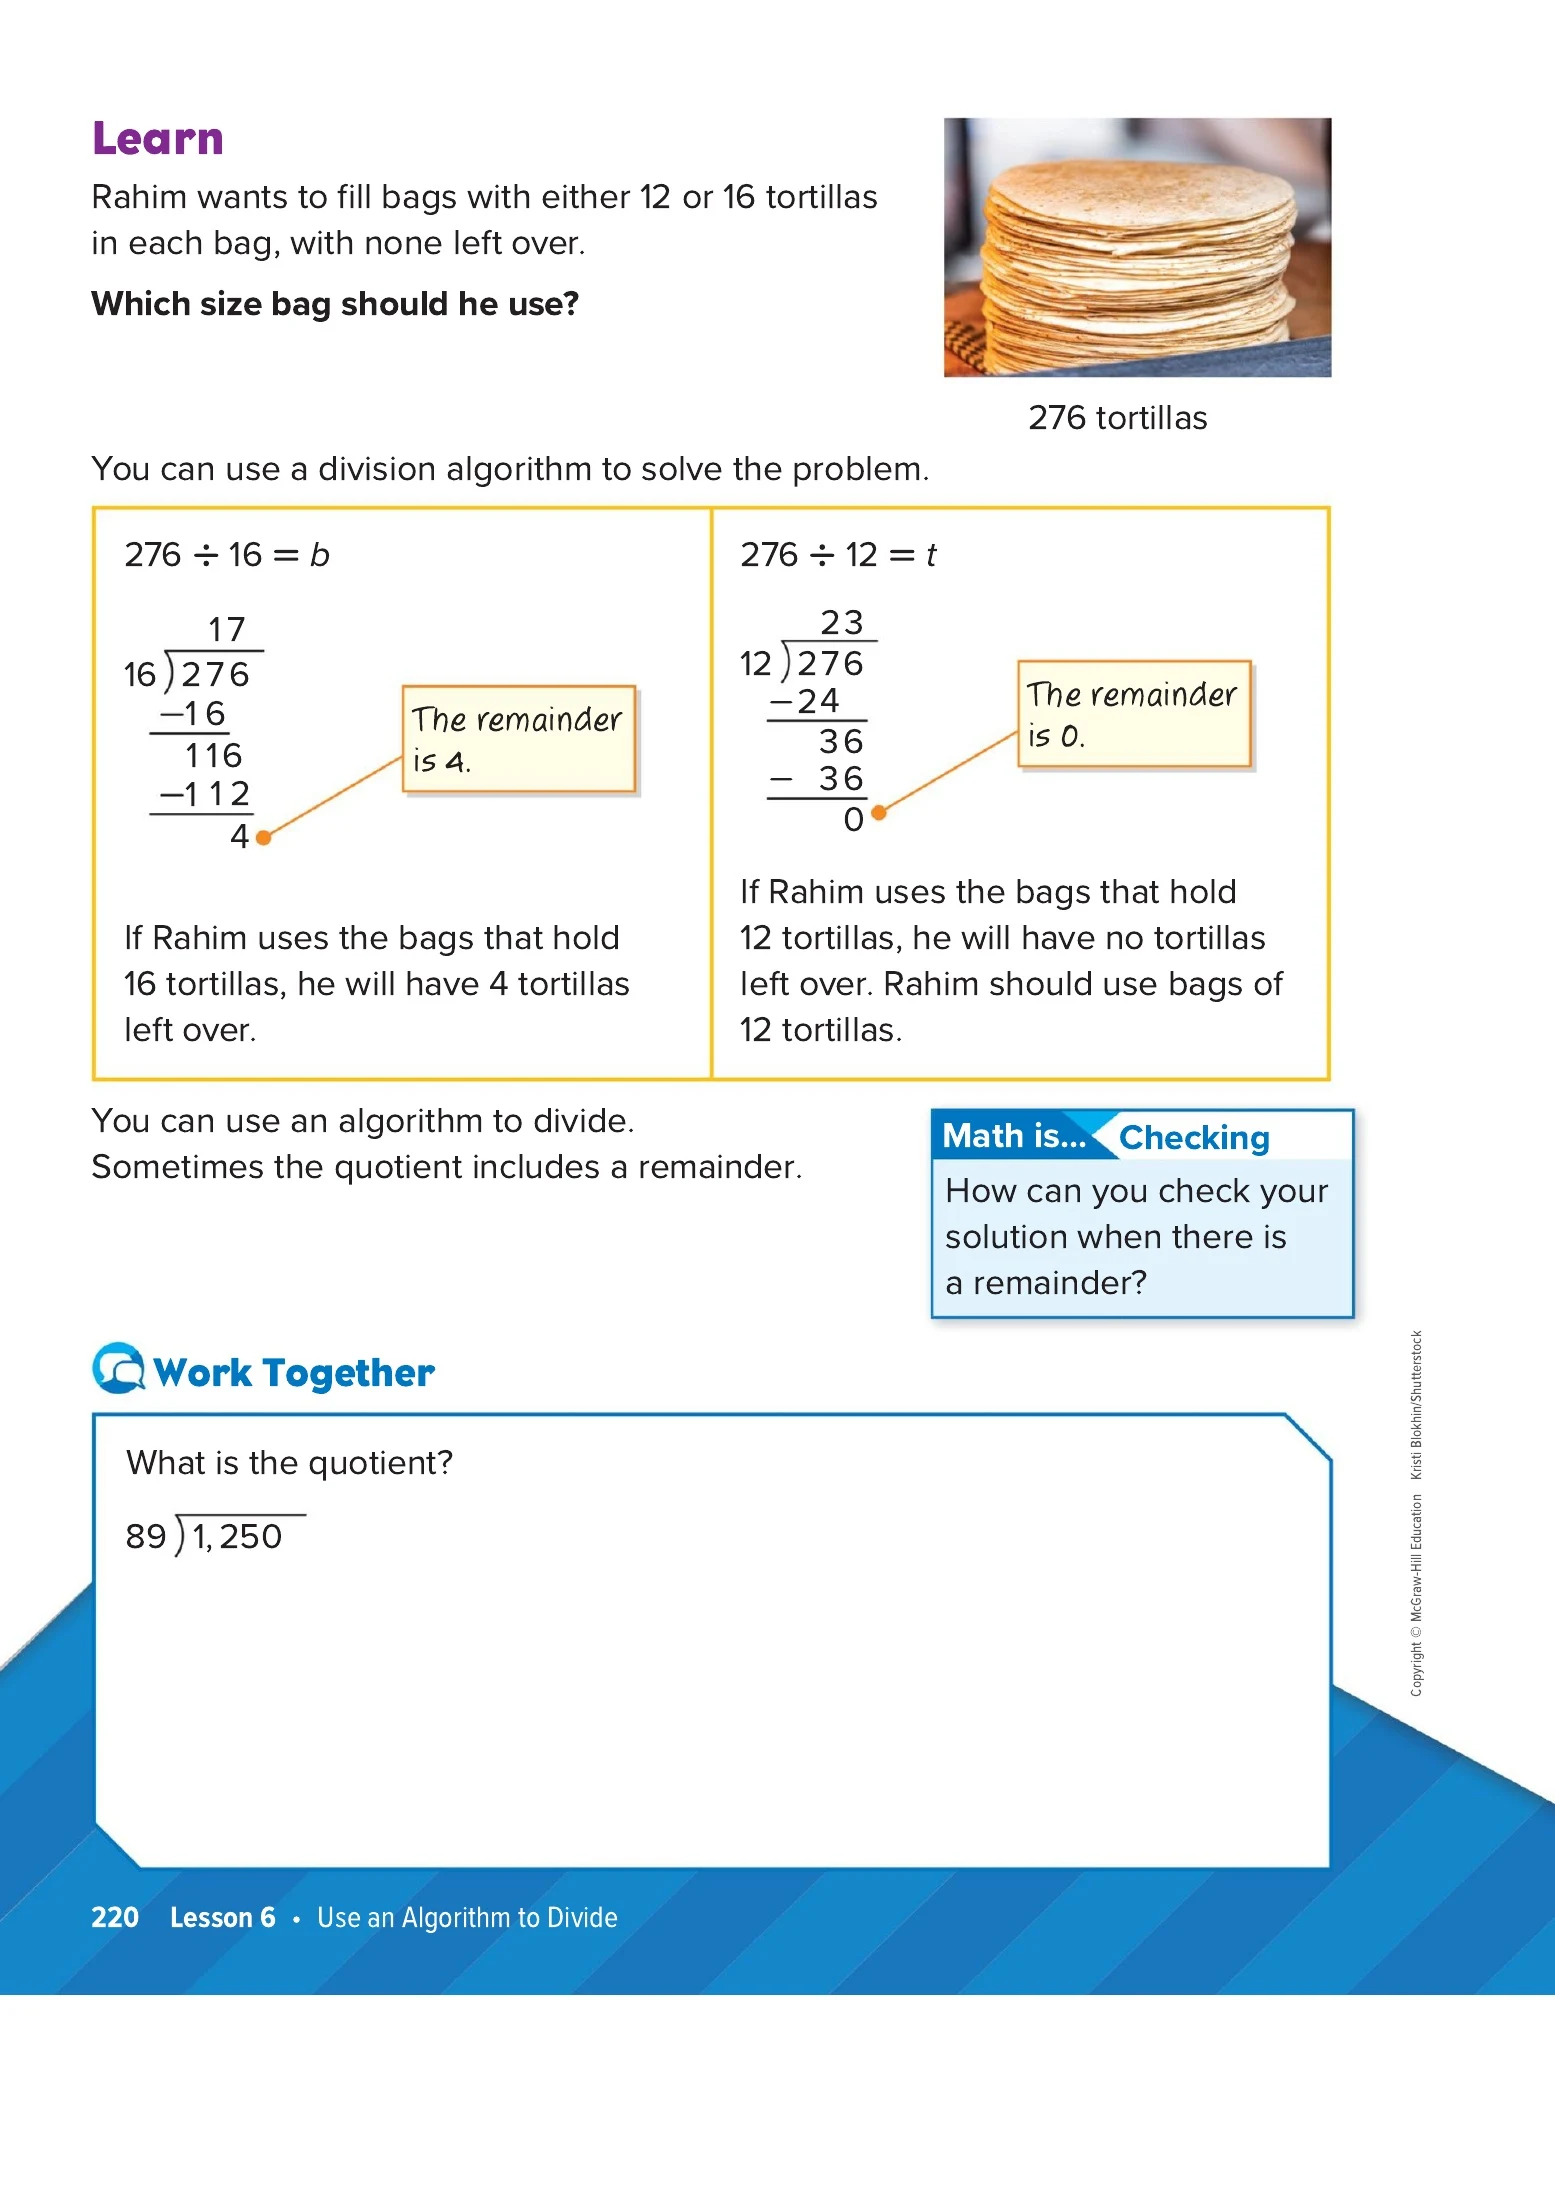 Learn
Rahim wants to fill bags with either 12 or 16 tortillas
in each bag, with none left over.
Which size bag should he use?
276 tortillas
You can use a division algorithm to solve the problem.
276 ÷ 16 = b
17
16)276
−16
116
−112
4
The remainder
is 4.
If Rahim uses the bags that hold
16 tortillas, he will have 4 tortillas
left over.
276 ÷ 12 = t
23
12)276
−24
36
− 36
0
The remainder
is 0.
If Rahim uses the bags that hold
12 tortillas, he will have no tortillas
left over. Rahim should use bags of
12 tortillas.
You can use an algorithm to divide.
Sometimes the quotient includes a remainder.
Math is... Checking
How can you check your
solution when there is
a remainder?
Work Together
What is the quotient?
89)1,250
Copyright © McGraw-Hill Education Kristi Blokhin/Shutterstock
220 Lesson 6 • Use an Algorithm to Divide